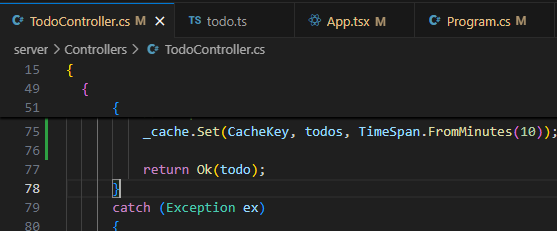 TodoController.cs M TS todo.ts App.tsx M Program.cs M
server > Controllers > TodoController.cs
15 {
49 {
51 {
75 _cache.Set(CacheKey, todos, TimeSpan.FromMinutes(10));
76
77 return Ok(todo);
78 }
79 catch (Exception ex)
80 {